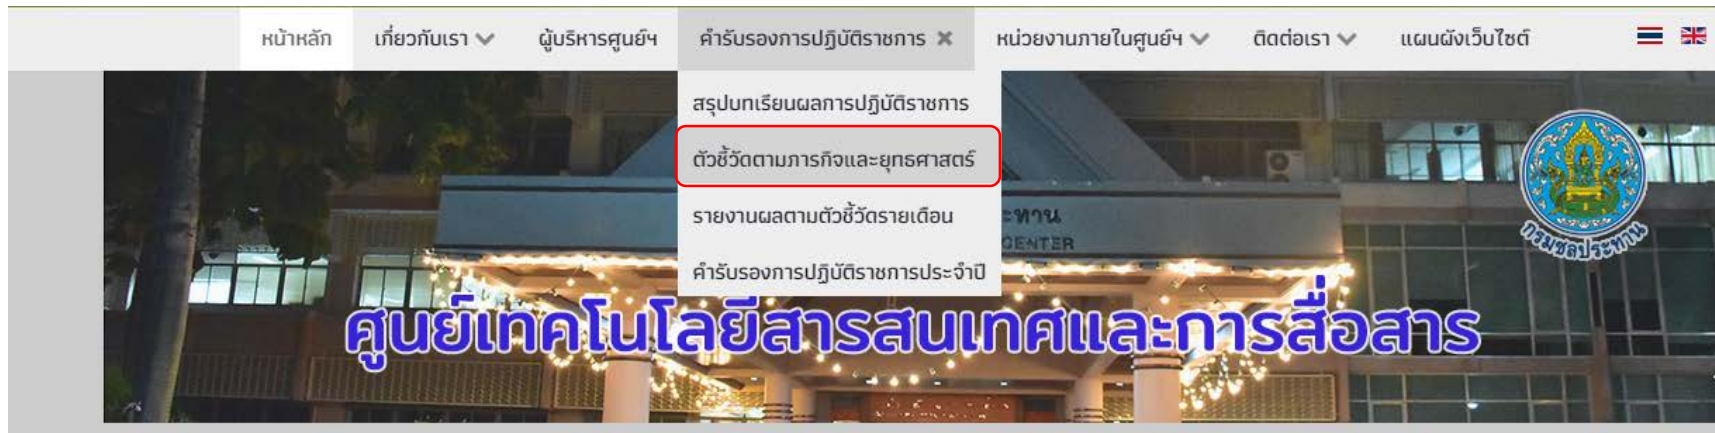 หน้าหลัก เกี่ยวกับเรา ผู้บริหารศูนย์ฯ คำรับรองการปฏิบัติราชการ หน่วยงานภายในศูนย์ฯ ติดต่อเรา แผนผังเว็บไซต์
สรุปบทเรียนผลการปฏิบัติราชการ
ตัวชี้วัดตามภารกิจและยุทธศาสตร์
รายงานผลตามตัวชี้วัดรายเดือน
คำรับรองการปฏิบัติราชการประจำปี
CENTER
กรมชลประทาน
ศูนย์เทคโนโลยีสารสนเทศและการสื่อสาร